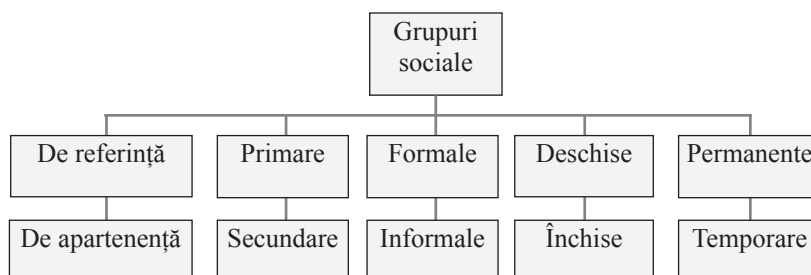 Grupuri
sociale
De referință
Primare
Formale
Deschise
Permanente
De apartenență
Secundare
Informale
Închise
Temporare